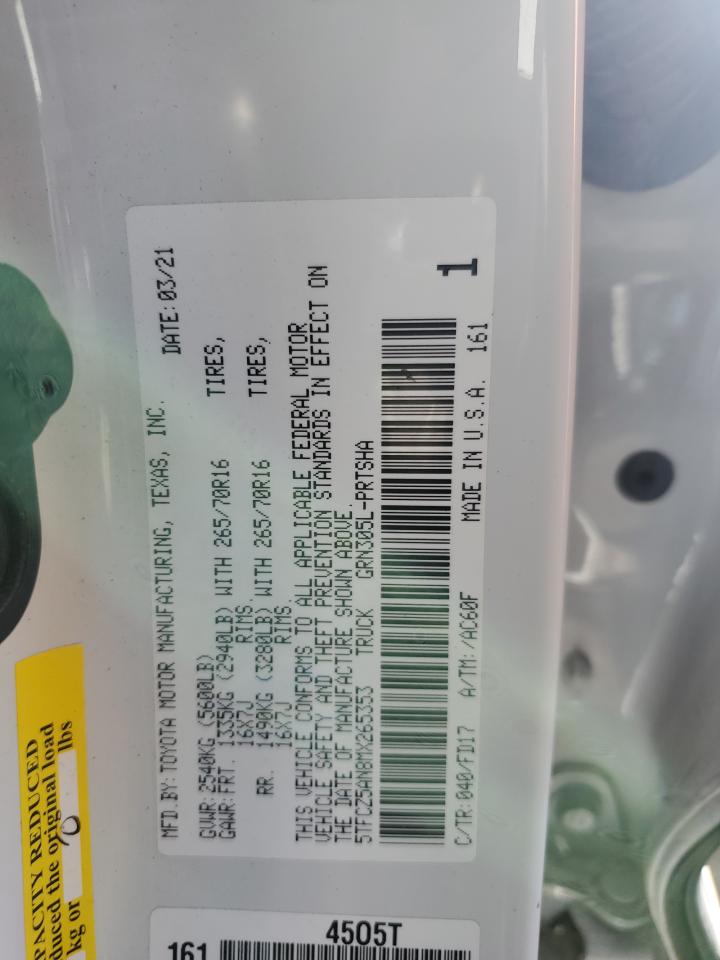 MFD.BY:TOYOTA MOTOR MANUFACTURING, TEXAS, INC. DATE:03/21
GVWR:2540KG (5600LB)
GAWR:FRT. 1335KG (2940LB) WITH 265/70R16 TIRES,
16X7J RIMS,
RR. 1490KG (3280LB) WITH 265/70R16 TIRES,
16X7J RIMS.
THIS VEHICLE CONFORMS TO ALL APPLICABLE FEDERAL MOTOR
VEHICLE SAFETY AND THEFT PREVENTION STANDARDS IN EFFECT ON
THE DATE OF MANUFACTURE SHOWN ABOVE.
5TFCZ5AN8MX265353 TRUCK GRN305L-PRTSHA
1
C/TR:040/FD17 A/TM:/AC60F MADE IN U.S.A. 161
REDUCED
the original load
kg or 70 lbs
161 4505T